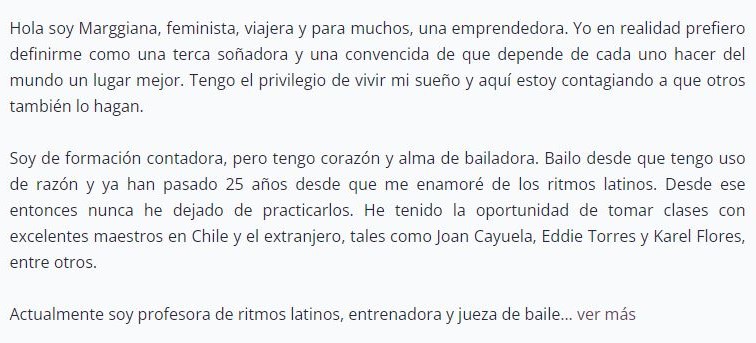 Hola soy Marggiana, feminista, viajera y para muchos, una emprendedora. Yo en realidad prefiero
definirme como una terca soñadora y una convencida de que depende de cada uno hacer del
mundo un lugar mejor. Tengo el privilegio de vivir mi sueño y aquí estoy contagiando a que otros
también lo hagan.
Soy de formación contadora, pero tengo corazón y alma de bailadora. Bailo desde que tengo uso
de razón y ya han pasado 25 años desde que me enamoré de los ritmos latinos. Desde ese
entonces nunca he dejado de practicarlos. He tenido la oportunidad de tomar clases con
excelentes maestros en Chile y el extranjero, tales como Joan Cayuela, Eddie Torres y Karel Flores,
entre otros.
Actualmente soy profesora de ritmos latinos, entrenadora y jueza de baile... ver más